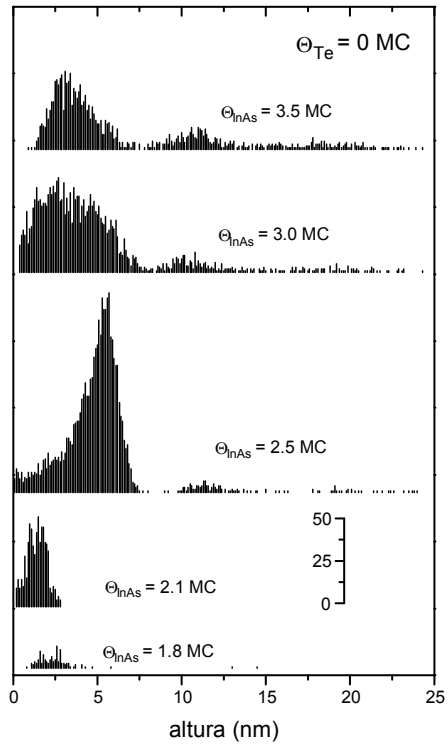 Θ_Te = 0 MC
Θ_InAs = 3.5 MC
Θ_InAs = 3.0 MC
Θ_InAs = 2.5 MC
50
25
0
Θ_InAs = 2.1 MC
Θ_InAs = 1.8 MC
0 5 10 15 20 25
altura (nm)